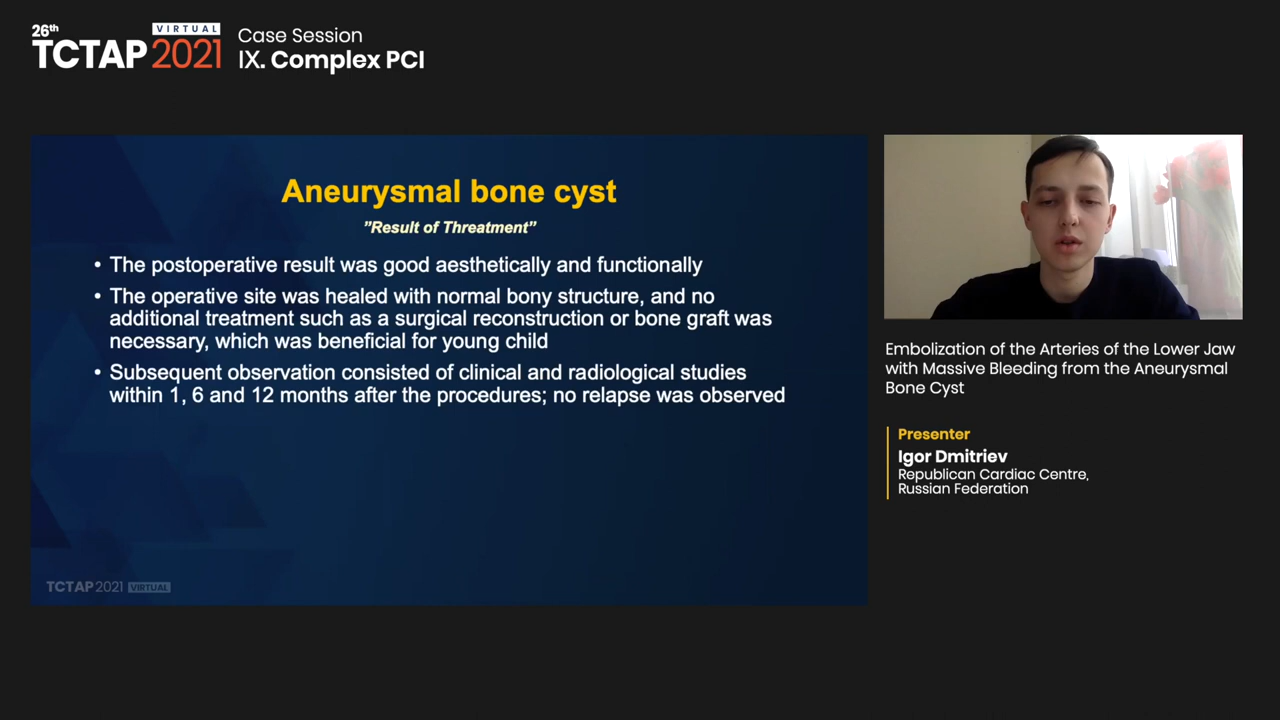 26th
TCTAP
VIRTUAL
2021
Case Session
IX. Complex PCI
Aneurysmal bone cyst
”Result of Threatment”
• The postoperative result was good aesthetically and functionally
• The operative site was healed with normal bony structure, and no
additional treatment such as a surgical reconstruction or bone graft was
necessary, which was beneficial for young child
• Subsequent observation consisted of clinical and radiological studies
within 1, 6 and 12 months after the procedures; no relapse was observed
TCTAP 2021 VIRTUAL
Embolization of the Arteries of the Lower Jaw
with Massive Bleeding from the Aneurysmal
Bone Cyst
Presenter
Igor Dmitriev
Republican Cardiac Centre,
Russian Federation